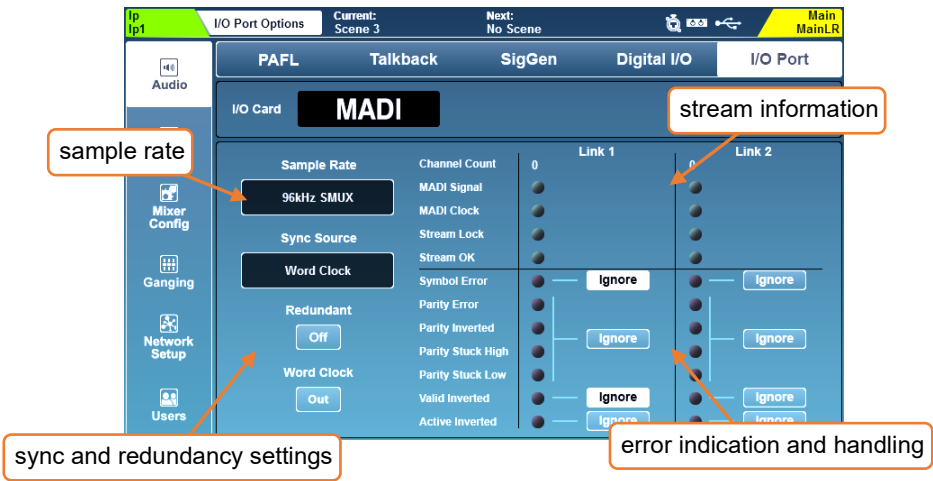 Ip
Ip1
I/O Port Options
Current:
Scene 3
Next:
No Scene
Main
MainLR
Audio
PAFL
Talkback
SigGen
Digital I/O
I/O Port
I/O Card
MADI
stream information
sample rate
Link 1
Link 2
Sample Rate
Channel Count
0
0
96kHz SMUX
MADI Signal
MADI Clock
Mixer
Config
Sync Source
Stream Lock
Stream OK
Word Clock
Ganging
Symbol Error
Ignore
Ignore
Redundant
Parity Error
Off
Parity Inverted
Ignore
Ignore
Network
Setup
Parity Stuck High
Word Clock
Parity Stuck Low
Out
Valid Inverted
Ignore
Ignore
Users
Active Inverted
Ignore
Ignore
sync and redundancy settings
error indication and handling